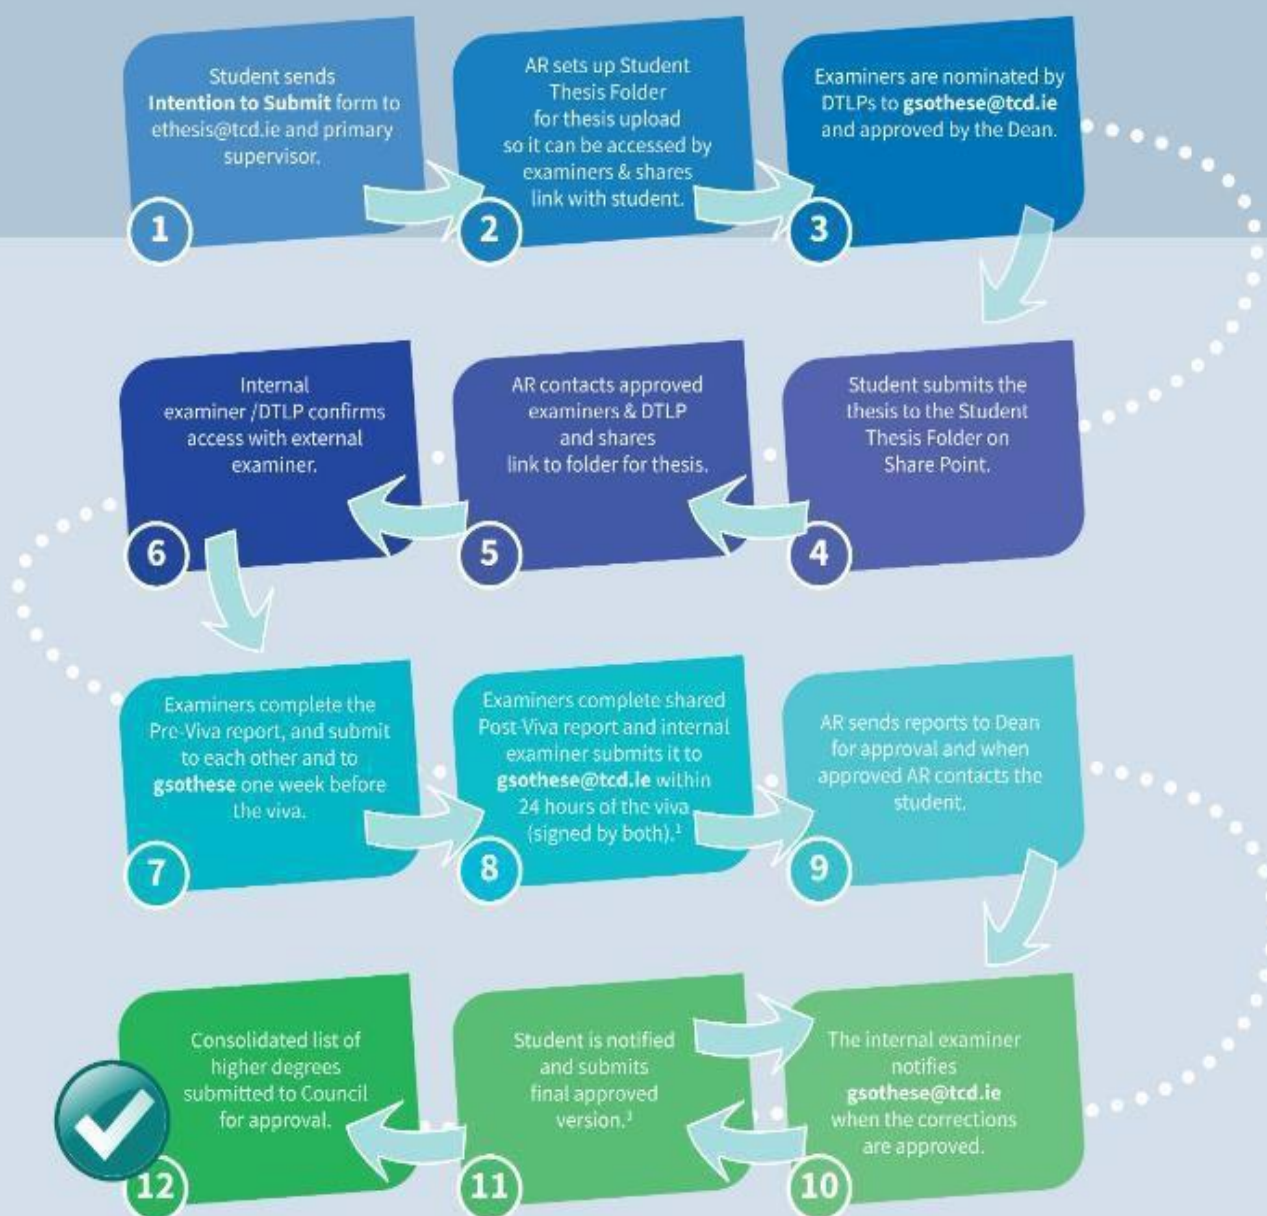 Student sends
Intention to Submit form to
ethesis@tcd.ie and primary
supervisor.
1
AR sets up Student
Thesis Folder
for thesis upload
so it can be accessed by
examiners & shares
link with student.
2
Examiners are nominated by
DTLPs to gsothese@tcd.ie
and approved by the Dean.
3
Student submits the
thesis to the Student
Thesis Folder on
Share Point.
4
AR contacts approved
examiners & DTLP
and shares
link to folder for thesis.
5
Internal
examiner /DTLP confirms
access with external
examiner.
6
Examiners complete the
Pre-Viva report, and submit
to each other and to
gsothese one week before
the viva.
7
Examiners complete shared
Post-Viva report and internal
examiner submits it to
gsothese@tcd.ie within
24 hours of the viva
(signed by both).
8
AR sends reports to Dean
for approval and when
approved AR contacts the
student.
9
The internal examiner
notifies
gsothese@tcd.ie
when the corrections
are approved.
10
Student is notified
and submits
final approved
version.
11
Consolidated list of
higher degrees
submitted to Council
for approval.
12